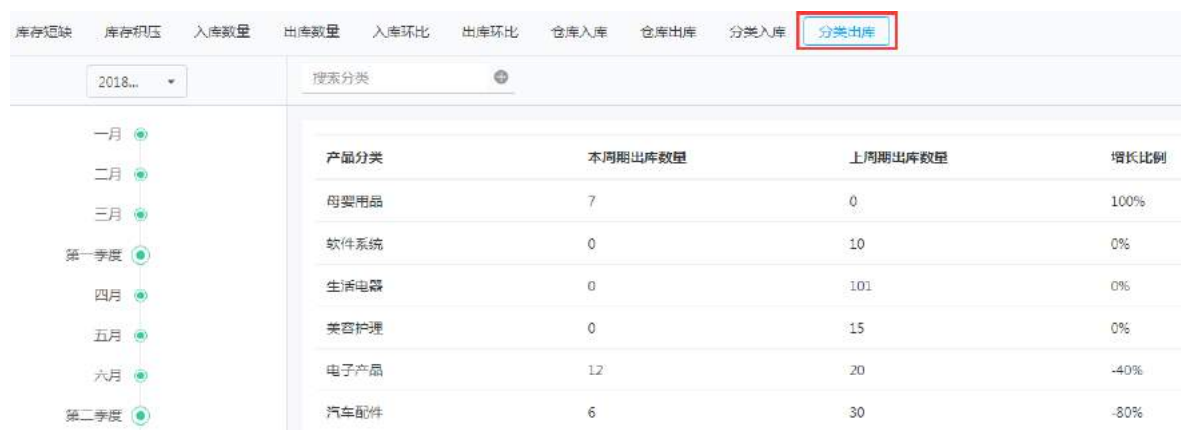 库存短缺 库存积压 入库数量 出库数量 入库环比 出库环比 仓库入库 仓库出库 分类入库 分类出库
2018... 搜索分类
一月
二月
三月
第一季度
四月
五月
六月
第二季度
产品分类 本周期出库数量 上周期出库数量 增长比例
母婴用品 7 0 100%
软件系统 0 10 0%
生活电器 0 101 0%
美容护理 0 15 0%
电子产品 12 20 -40%
汽车配件 6 30 -80%